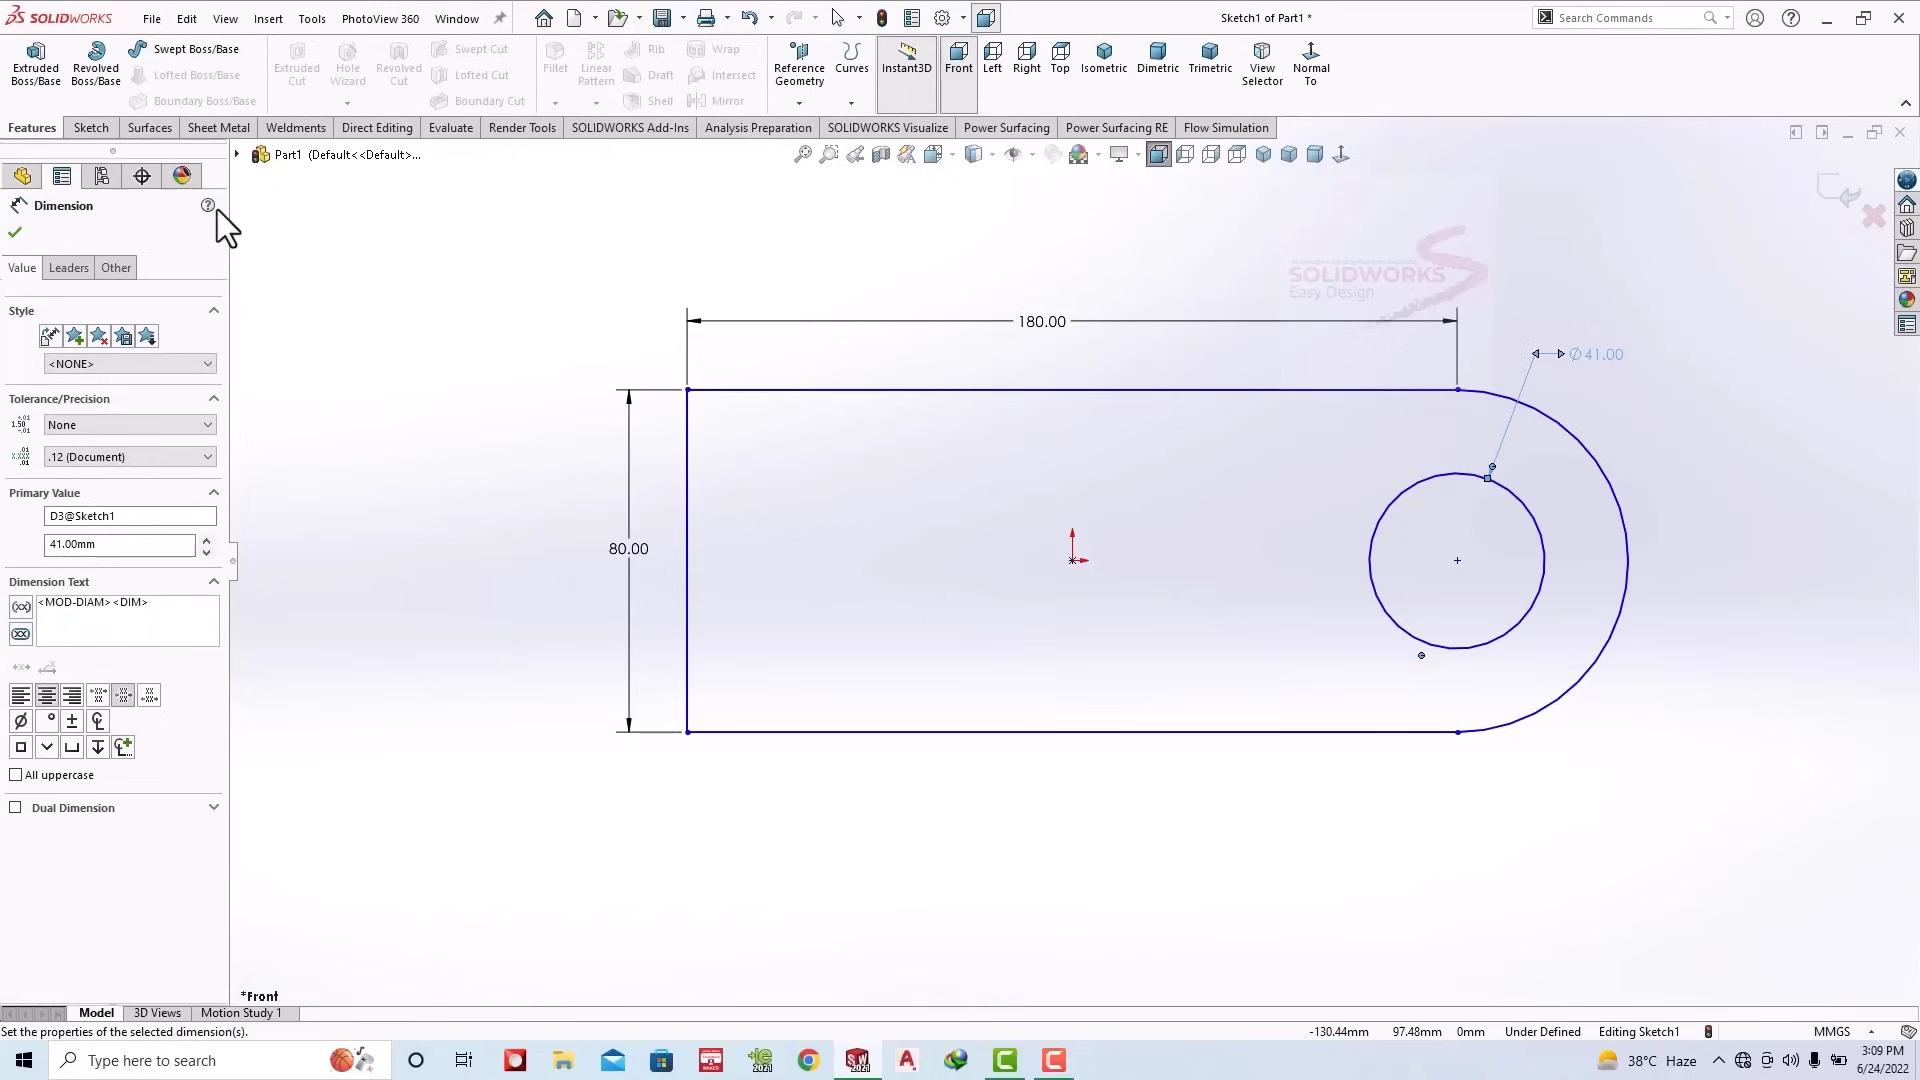 SOLIDWORKS File Edit View Insert Tools PhotoView 360 Window Sketch1 of Part1 * Search Commands
Extruded Boss/Base Revolved Boss/Base Swept Boss/Base Lofted Boss/Base Boundary Boss/Base
Extruded Cut Hole Wizard Revolved Cut Swept Cut Lofted Cut Boundary Cut
Fillet Linear Pattern Rib Draft Shell Wrap Intersect Mirror
Reference Geometry Curves Instant3D Front Left Right Top Isometric Dimetric Trimetric View Selector Normal To
Features Sketch Surfaces Sheet Metal Weldments Direct Editing Evaluate Render Tools SOLIDWORKS Add-Ins Analysis Preparation SOLIDWORKS Visualize Power Surfacing Power Surfacing RE Flow Simulation
Part1 (Default<<Default>...
Dimension
Value Leaders Other
Style
<NONE>
Tolerance/Precision
None
.12 (Document)
Primary Value
D3@Sketch1
41.00mm
Dimension Text
<MOD-DIAM><DIM>
All uppercase
Dual Dimension
SOLIDWORKS
Easy Design
180.00
∅41.00
80.00
*Front
Model 3D Views Motion Study 1
Set the properties of the selected dimension(s). -130.44mm 97.48mm 0mm Under Defined Editing Sketch1 MMGS
Type here to search 38°C Haze 3:09 PM
6/24/2022